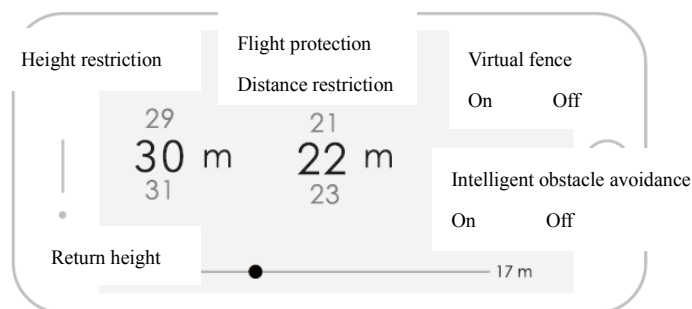 Flight protection
Height restriction
Distance restriction
Virtual fence
On Off
29
30 m
31
21
22 m
23
Intelligent obstacle avoidance
On Off
Return height
17 m